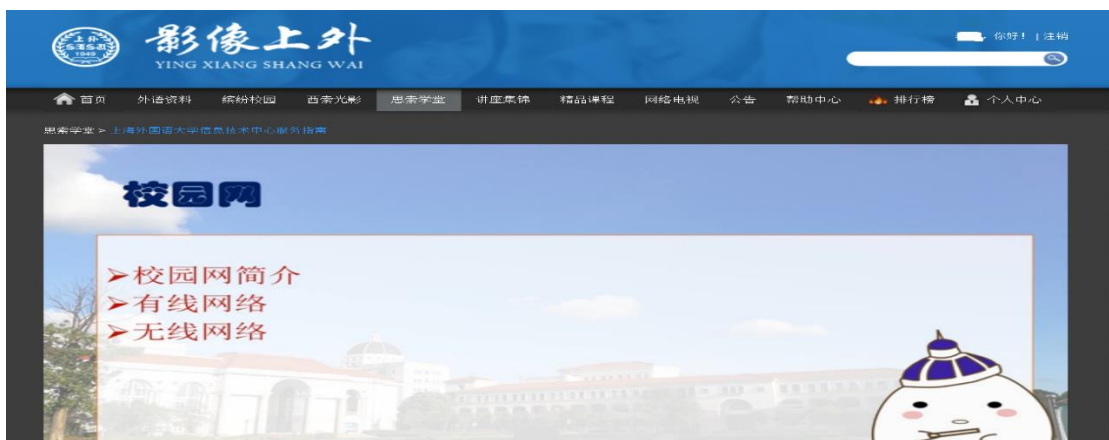 影像上外
YING XIANG SHANG WAI
你好！ | 注销
首页 外语资料 缤纷校园 西索光影 思索学堂 讲座集锦 精品课程 网络电视 公告 帮助中心 排行榜 个人中心
思索学堂 > 上海外国语大学信息技术中心服务指南
校园网
➢校园网简介
➢有线网络
➢无线网络